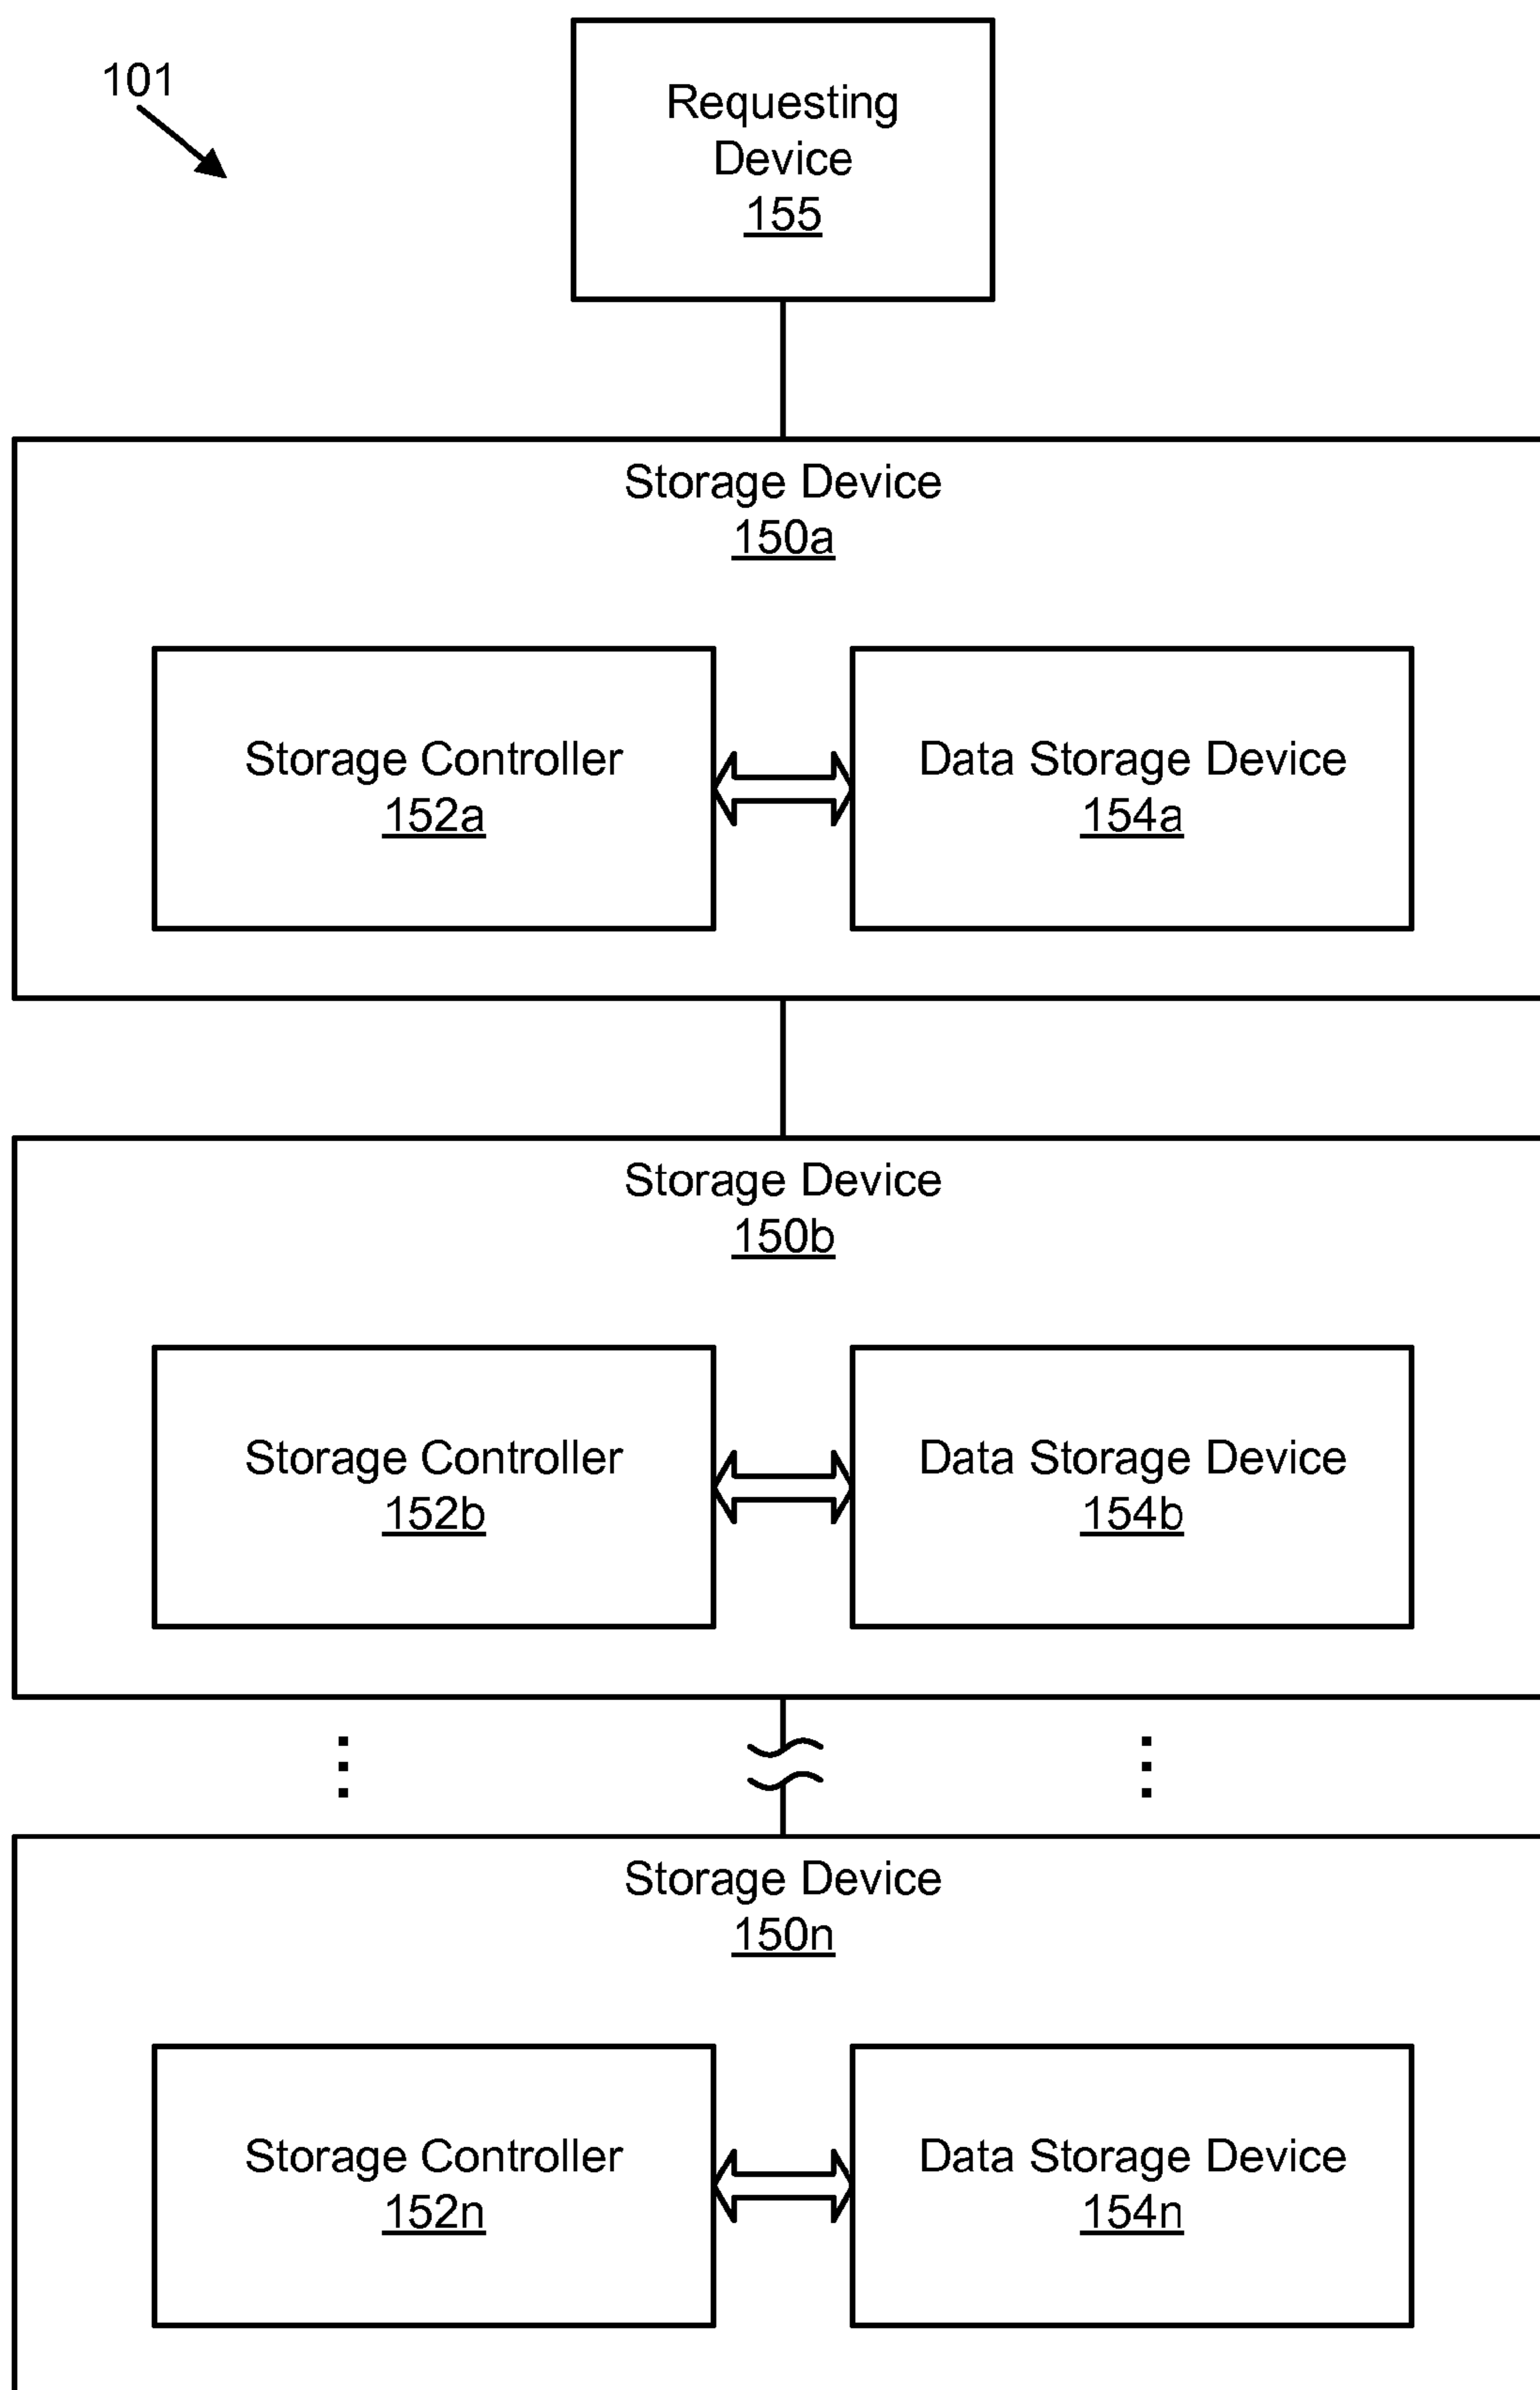 101
Requesting
Device
155
Storage Device
150a
Storage Controller
152a
Data Storage Device
154a
Storage Device
150b
Storage Controller
152b
Data Storage Device
154b
Storage Device
150n
Storage Controller
152n
Data Storage Device
154n